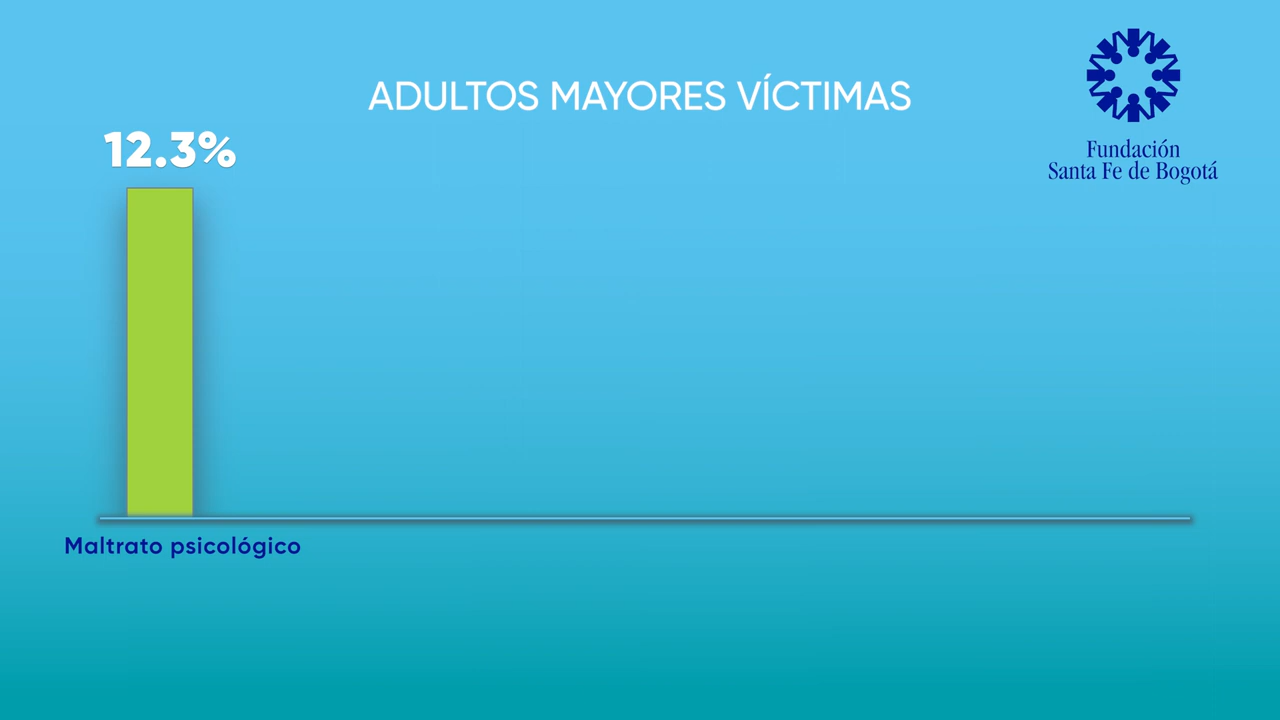 ADULTOS MAYORES VÍCTIMAS
12.3%
Fundación
Santa Fe de Bogotá
Maltrato psicológico